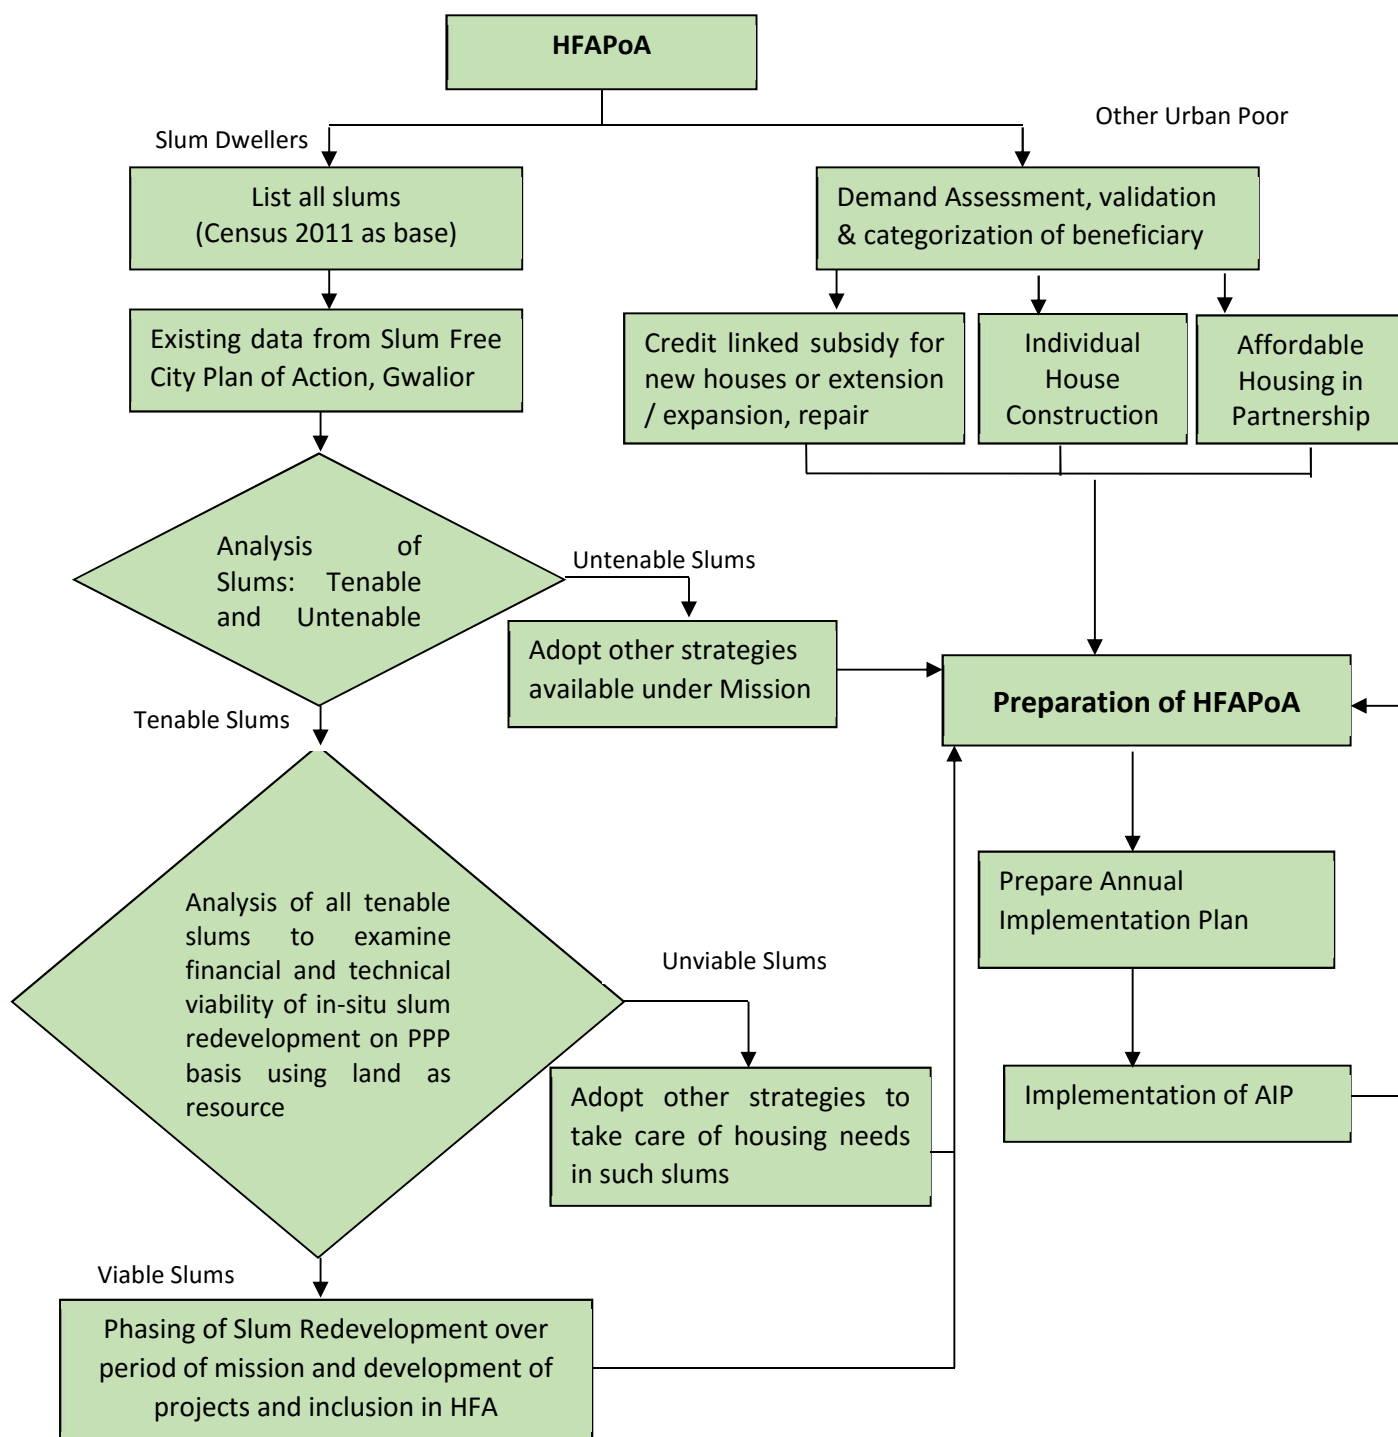 HFAPoA
Slum Dwellers
Other Urban Poor
List all slums
(Census 2011 as base)
Demand Assessment, validation
& categorization of beneficiary
Existing data from Slum Free
City Plan of Action, Gwalior
Credit linked subsidy for
new houses or extension
/ expansion, repair
Individual
House
Construction
Affordable
Housing in
Partnership
Analysis of
Slums: Tenable
and Untenable
Untenable Slums
Adopt other strategies
available under Mission
Preparation of HFAPoA
Tenable Slums
Analysis of all tenable
slums to examine
financial and technical
viability of in-situ slum
redevelopment on PPP
basis using land as
resource
Unviable Slums
Prepare Annual
Implementation Plan
Adopt other strategies to
take care of housing needs
in such slums
Implementation of AIP
Viable Slums
Phasing of Slum Redevelopment over
period of mission and development of
projects and inclusion in HFA